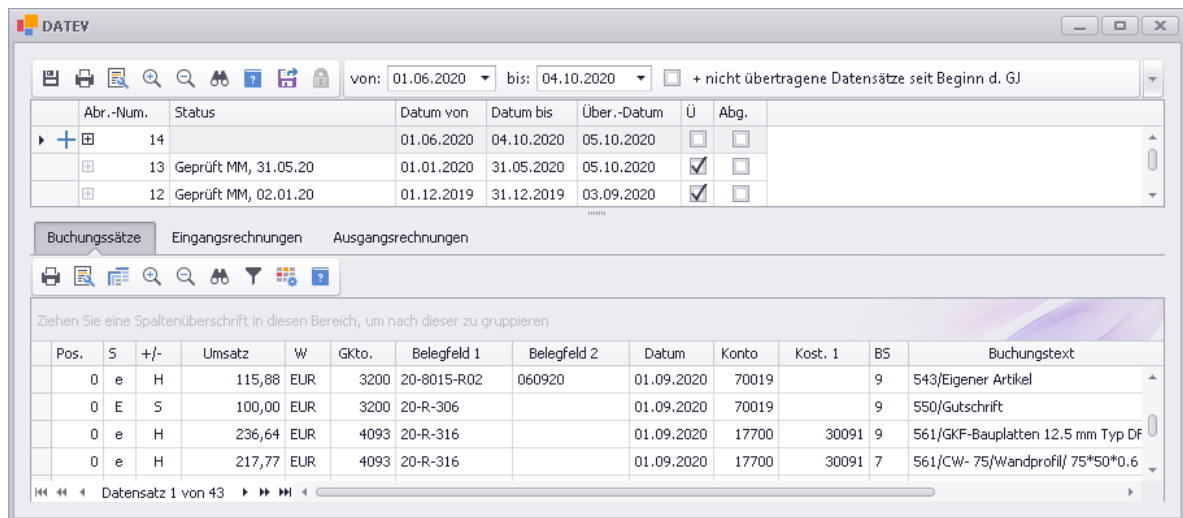 DATEV
von: 01.06.2020 bis: 04.10.2020 + nicht übertragene Datensätze seit Beginn d. GJ
Abr.-Num. Status Datum von Datum bis Über.-Datum Ü Abg.
14 01.06.2020 04.10.2020 05.10.2020
13 Geprüft MM, 31.05.20 01.01.2020 31.05.2020 05.10.2020
12 Geprüft MM, 02.01.20 01.12.2019 31.12.2019 03.09.2020
Buchungssätze Eingangsrechnungen Ausgangsrechnungen
Ziehen Sie eine Spaltenüberschrift in diesen Bereich, um nach dieser zu gruppieren
Pos. S +/- Umsatz W GKto. Belegfeld 1 Belegfeld 2 Datum Konto Kost. 1 BS Buchungstext
0 e H 115,88 EUR 3200 20-8015-R02 060920 01.09.2020 70019 9 543/Eigener Artikel
0 E S 100,00 EUR 3200 20-R-306 01.09.2020 70019 9 550/Gutschrift
0 e H 236,64 EUR 4093 20-R-316 01.09.2020 17700 30091 9 561/GKF-Bauplatten 12.5 mm Typ DF
0 e H 217,77 EUR 4093 20-R-316 01.09.2020 17700 30091 7 561/CW- 75/Wandprofil/ 75*50*0.6
Datensatz 1 von 43